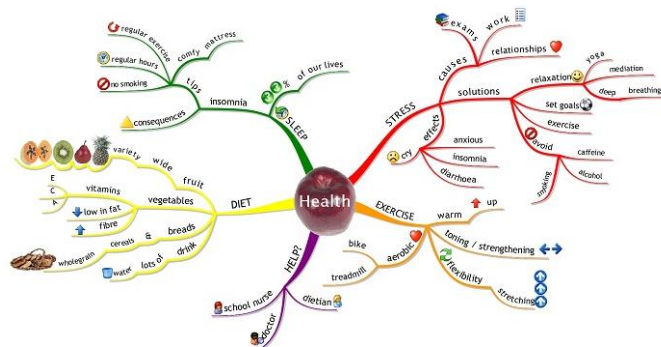 Health
STRESS
causes
exams
work
relationships
effects
cry
anxious
insomnia
diarrhoea
solutions
relaxation
yoga
mediation
deep
breathing
set goals
exercise
avoid
caffeine
alcohol
smoking
EXERCISE
warm
up
toning / strengthening
flexibility
stretching
aerobic
bike
treadmill
HELP?
school nurse
doctor
dietian
DIET
fruit
wide
variety
vegetables
vitamins
E
C
A
low in fat
fibre
breads
&
cereals
wholegrain
drink
lots of
water
SLEEP
% of our lives
insomnia
tips
regular exercise
regular hours
no smoking
comfy
mattress
consequences